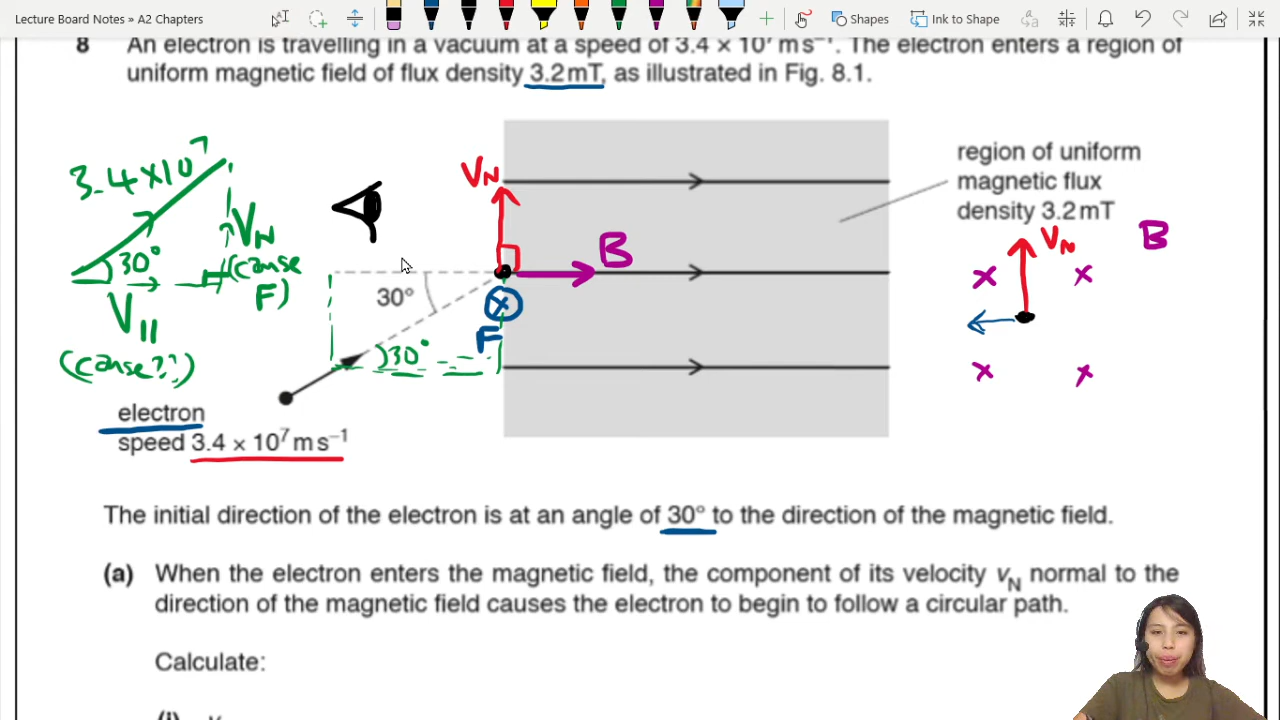 Lecture Board Notes » A2 Chapters
Shapes
Ink to Shape
8 An electron is travelling in a vacuum at a speed of 3.4 × 10⁷ m s⁻¹. The electron enters a region of
uniform magnetic field of flux density 3.2 mT, as illustrated in Fig. 8.1.
3.4×10⁷
30°
V_N
(cause
F)
V_||
(cause??)
V_N
B
30°
F
30°
region of uniform
magnetic flux
density 3.2 mT
V_N
B
× ×
× ×
electron
speed 3.4 × 10⁷ m s⁻¹
The initial direction of the electron is at an angle of 30° to the direction of the magnetic field.
(a) When the electron enters the magnetic field, the component of its velocity v_N normal to the
direction of the magnetic field causes the electron to begin to follow a circular path.
Calculate: